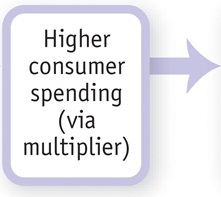 Higher
consumer
spending
(via
multiplier)